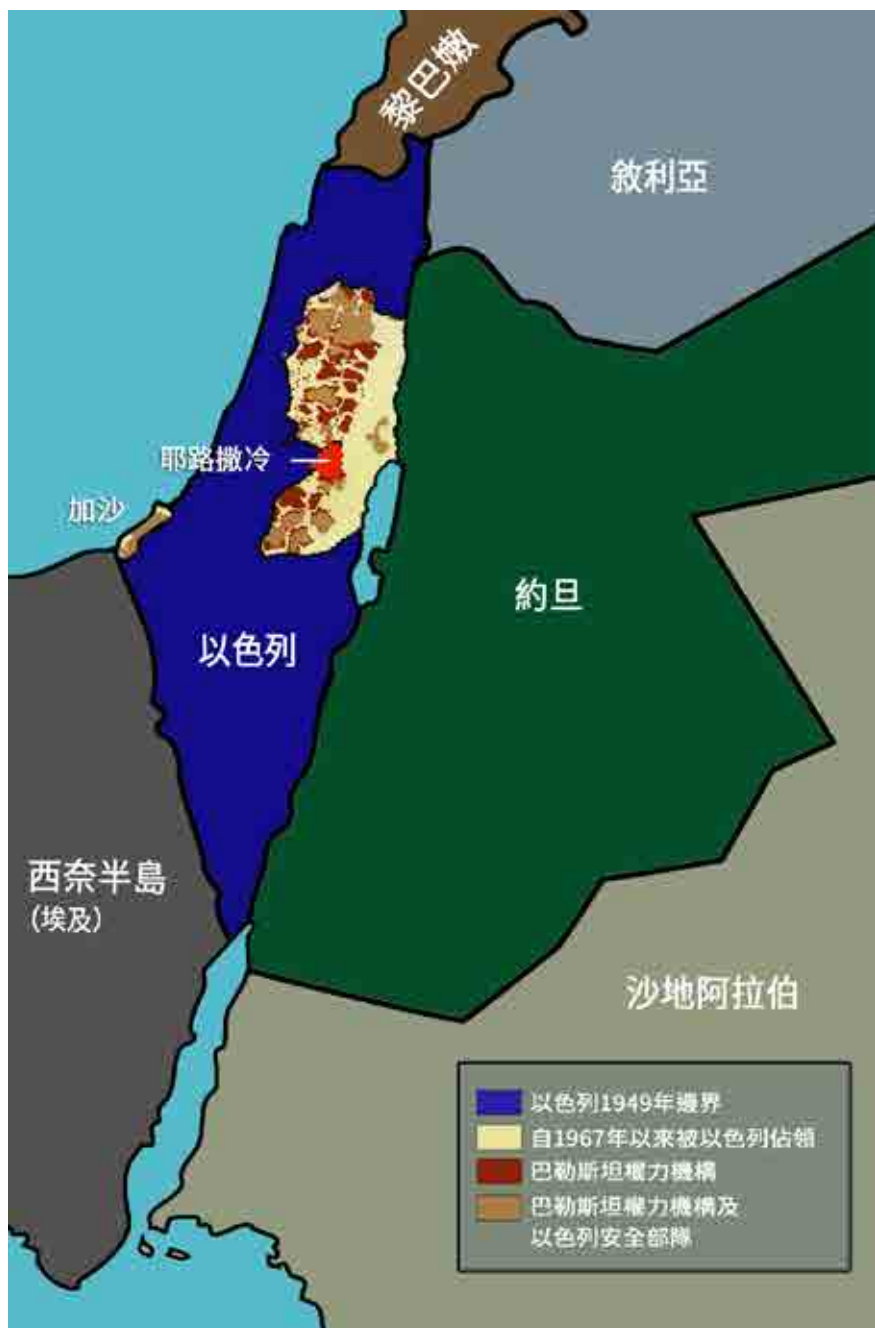 黎巴嫩
敘利亞
耶路撒冷
加沙
約旦
以色列
西奈半島
(埃及)
沙地阿拉伯
以色列1949年邊界
自1967年以來被以色列佔領
巴勒斯坦權力機構
巴勒斯坦權力機構及
以色列安全部隊